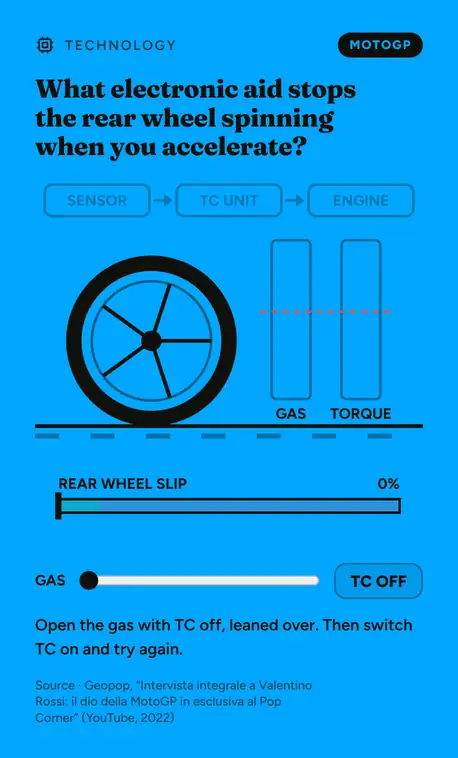 TECHNOLOGY
MOTOGP
What electronic aid stops
the rear wheel spinning
when you accelerate?
SENSOR
TC UNIT
ENGINE
GAS
TORQUE
REAR WHEEL SLIP
0%
GAS
TC OFF
Open the gas with TC off, leaned over. Then switch
TC on and try again.
Source · Geopop, "Intervista integrale a Valentino
Rossi: il dio della MotoGP in esclusiva al Pop
Corner" (YouTube, 2022)